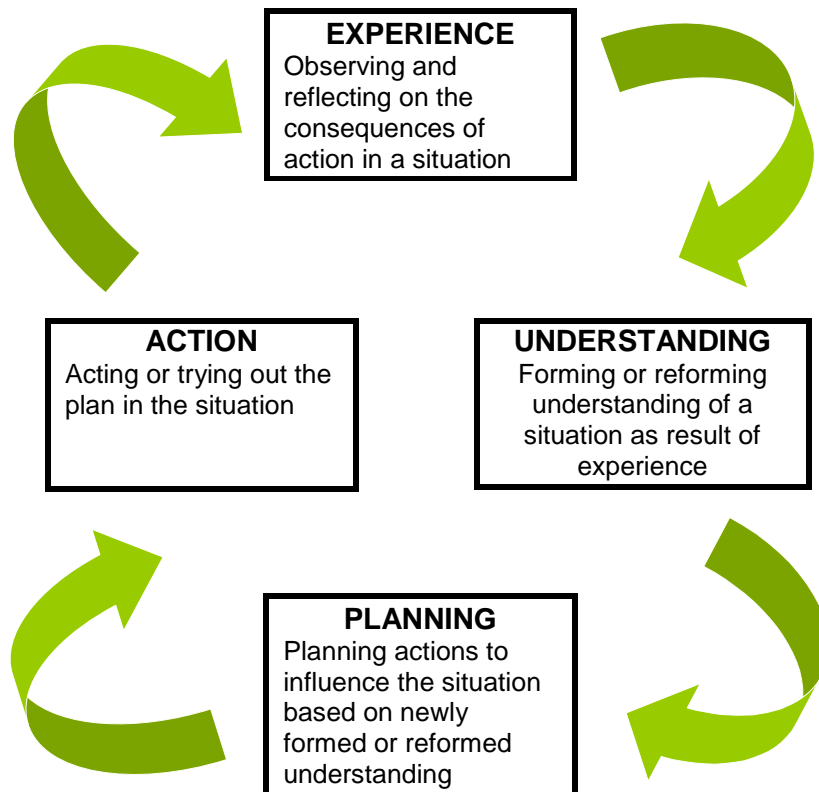 EXPERIENCE
Observing and
reflecting on the
consequences of
action in a situation
ACTION
Acting or trying out the
plan in the situation
UNDERSTANDING
Forming or reforming
understanding of a
situation as result of
experience
PLANNING
Planning actions to
influence the situation
based on newly
formed or reformed
understanding